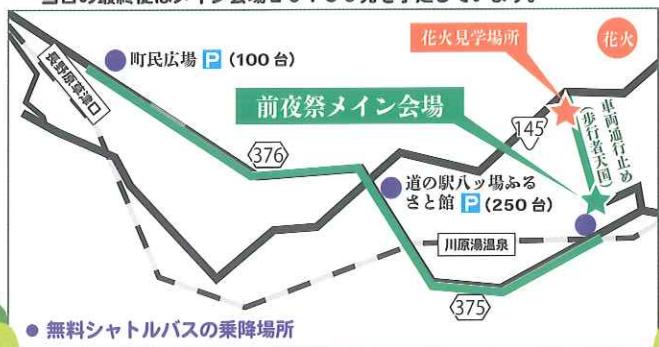 花火見学場所
花火
町民広場 P (100台)
長野原草津口
前夜祭メイン会場
145
車両通行止め
(歩行者天国)
376
道の駅八ッ場ふる
さと館 P (250台)
川原湯温泉
375
● 無料シャトルバスの乗降場所